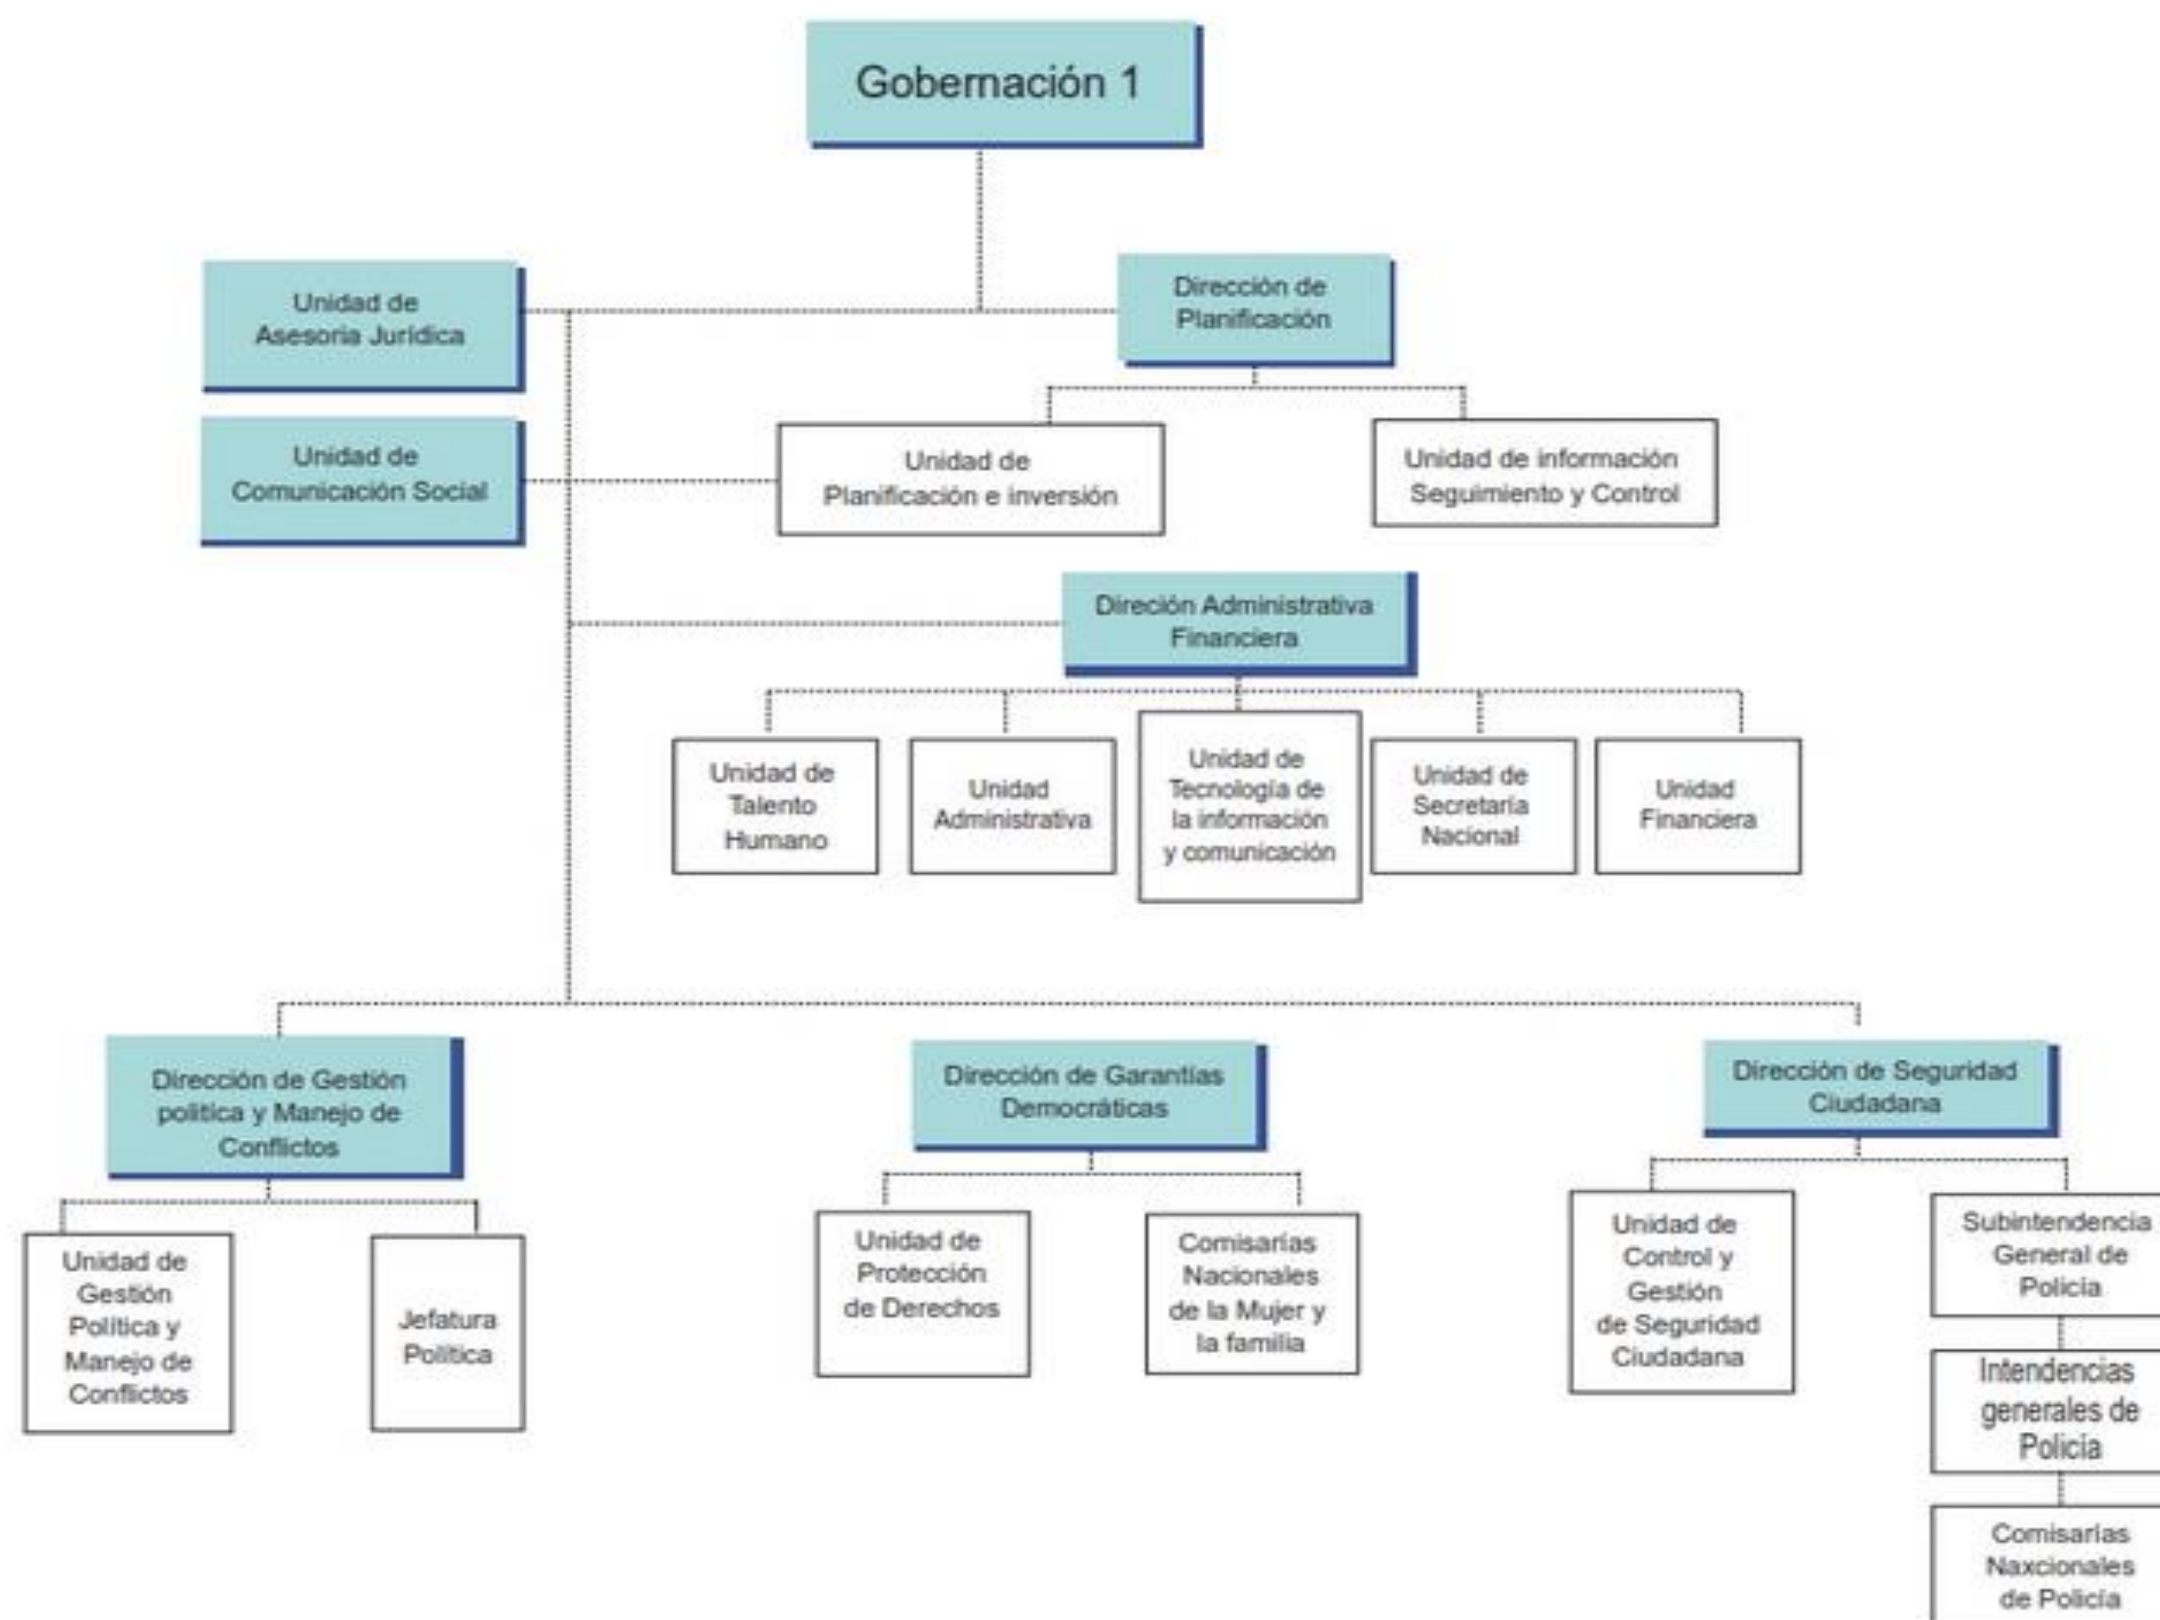 Gobernación 1
Unidad de
Asesoria Jurídica
Dirección de
Planificación
Unidad de
Comunicación Social
Unidad de
Planificación e inversión
Unidad de información
Seguimiento y Control
Direción Administrativa
Financiera
Unidad de
Talento
Humano
Unidad
Administrativa
Unidad de
Tecnología de
la información
y comunicación
Unidad de
Secretaría
Nacional
Unidad
Financiera
Dirección de Gestión
politica y Manejo de
Conflictos
Dirección de Garantías
Democráticas
Dirección de Seguridad
Ciudadana
Unidad de
Gestión
Política y
Manejo de
Conflictos
Jefatura
Política
Unidad de
Protección
de Derechos
Comisarías
Nacionales
de la Mujer y
la familia
Unidad de
Control y
Gestión
de Seguridad
Ciudadana
Subintendencia
General de
Policía
Intendencias
generales de
Policía
Comisarías
Naxcionales
de Policía